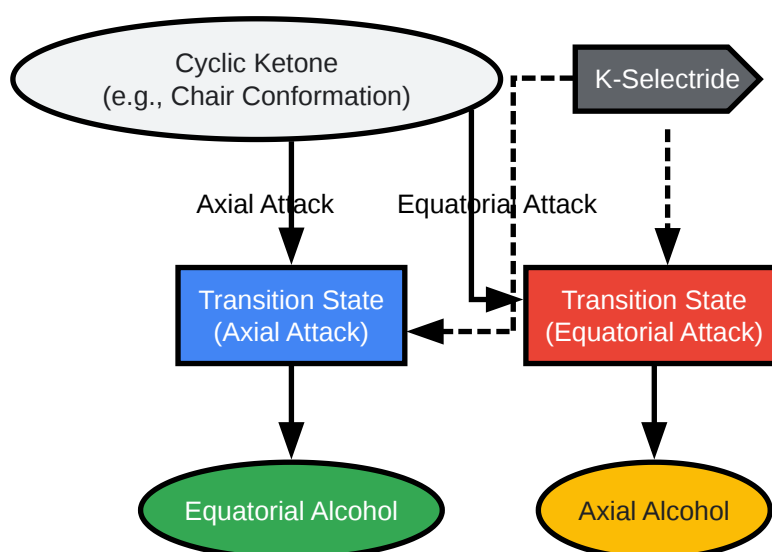 Cyclic Ketone
(e.g., Chair Conformation)
K-Selectride
Axial Attack
Equatorial Attack
Transition State
(Axial Attack)
Transition State
(Equatorial Attack)
Equatorial Alcohol
Axial Alcohol